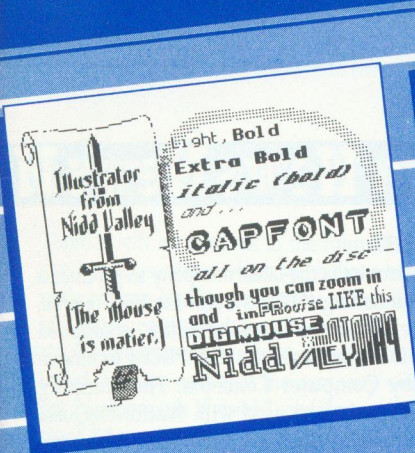 Illustrator
from
Nidd Valley
(The Mouse
is matier.)
Light, Bold
Extra Bold
italic (bold)
and...
CAPFONT
all on the disc
though you can zoom in
and imPRovise LIKE this
DIGIMOUSE
Nidd VALLEY